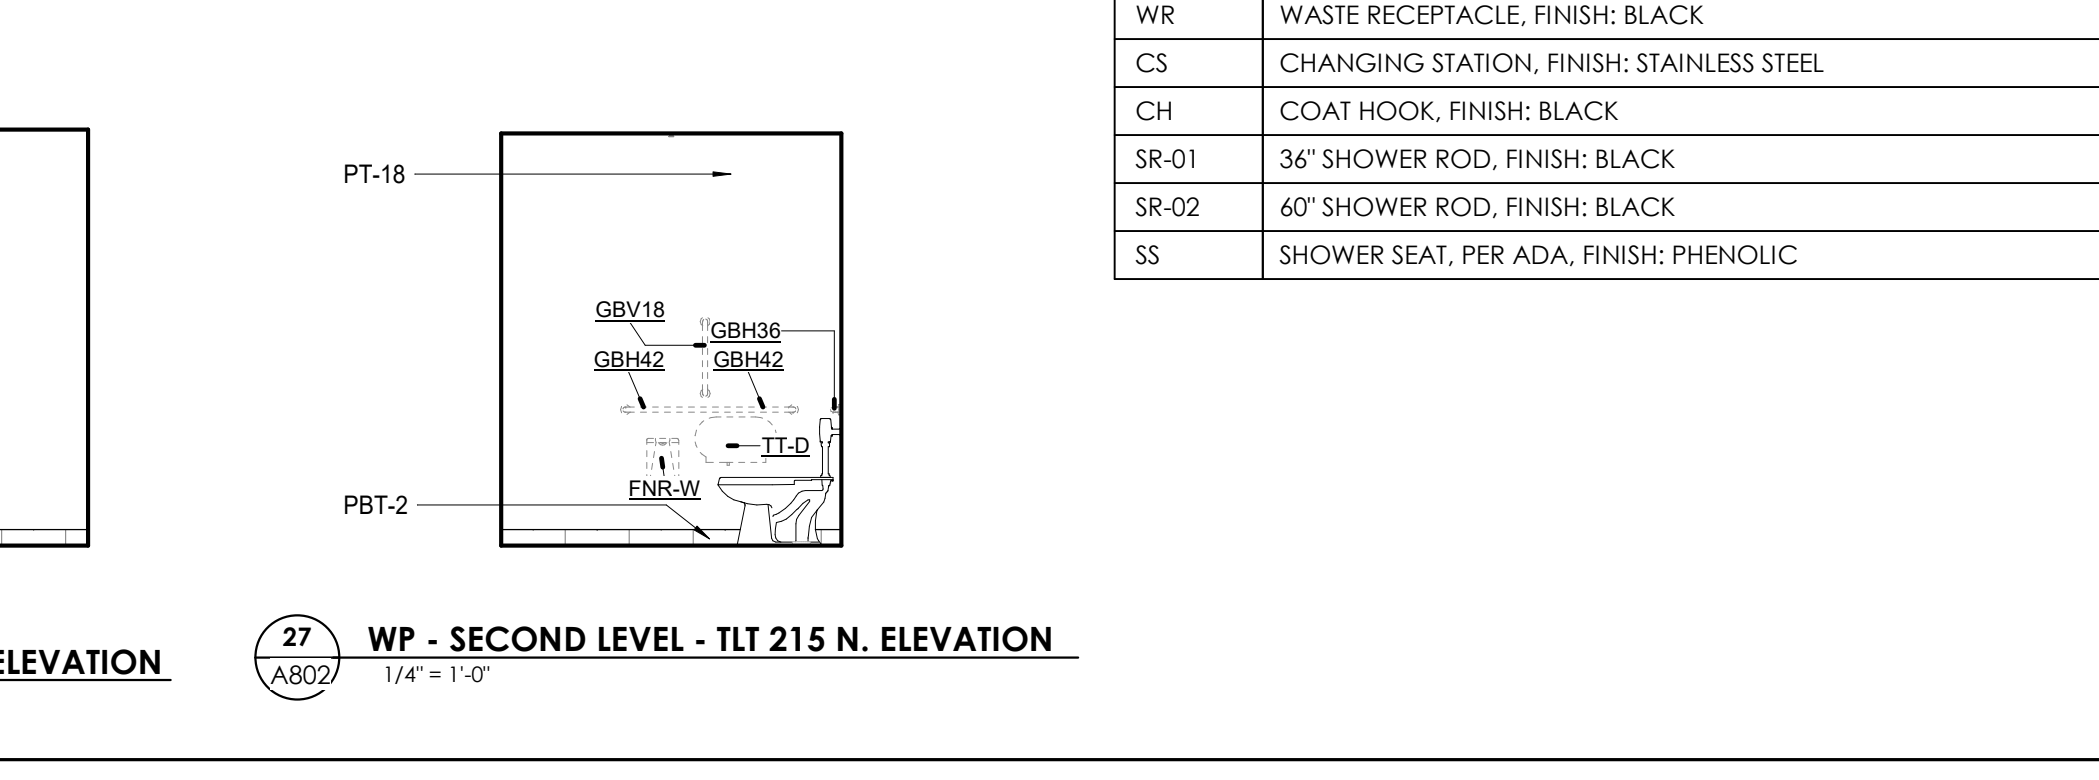 WR WASTE RECEPTACLE, FINISH: BLACK
CS CHANGING STATION, FINISH: STAINLESS STEEL
CH COAT HOOK, FINISH: BLACK
SR-01 36" SHOWER ROD, FINISH: BLACK
SR-02 60" SHOWER ROD, FINISH: BLACK
SS SHOWER SEAT, PER ADA, FINISH: PHENOLIC
PT-18
GBV18
GBH36
GBH42 GBH42
TT-D
FNR-W
PBT-2
ELEVATION
27 WP - SECOND LEVEL - TLT 215 N. ELEVATION
A802 1/4" = 1'-0"